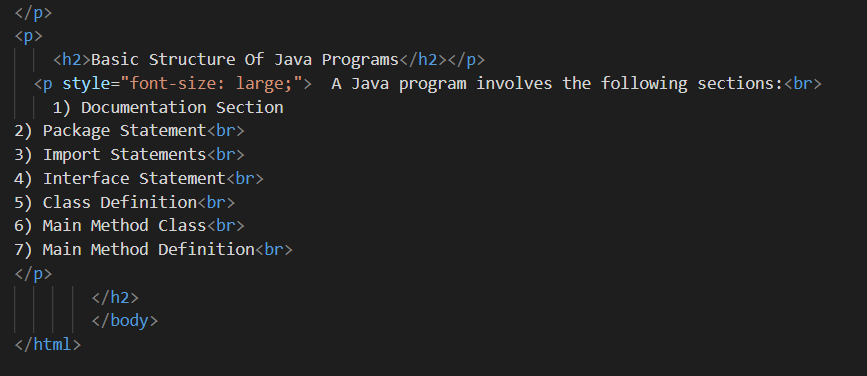 </p>
<p>
<h2>Basic Structure Of Java Programs</h2></p>
<p style="font-size: large;">  A Java program involves the following sections:<br>
1) Documentation Section
2) Package Statement<br>
3) Import Statements<br>
4) Interface Statement<br>
5) Class Definition<br>
6) Main Method Class<br>
7) Main Method Definition<br>
</p>
</h2>
</body>
</html>